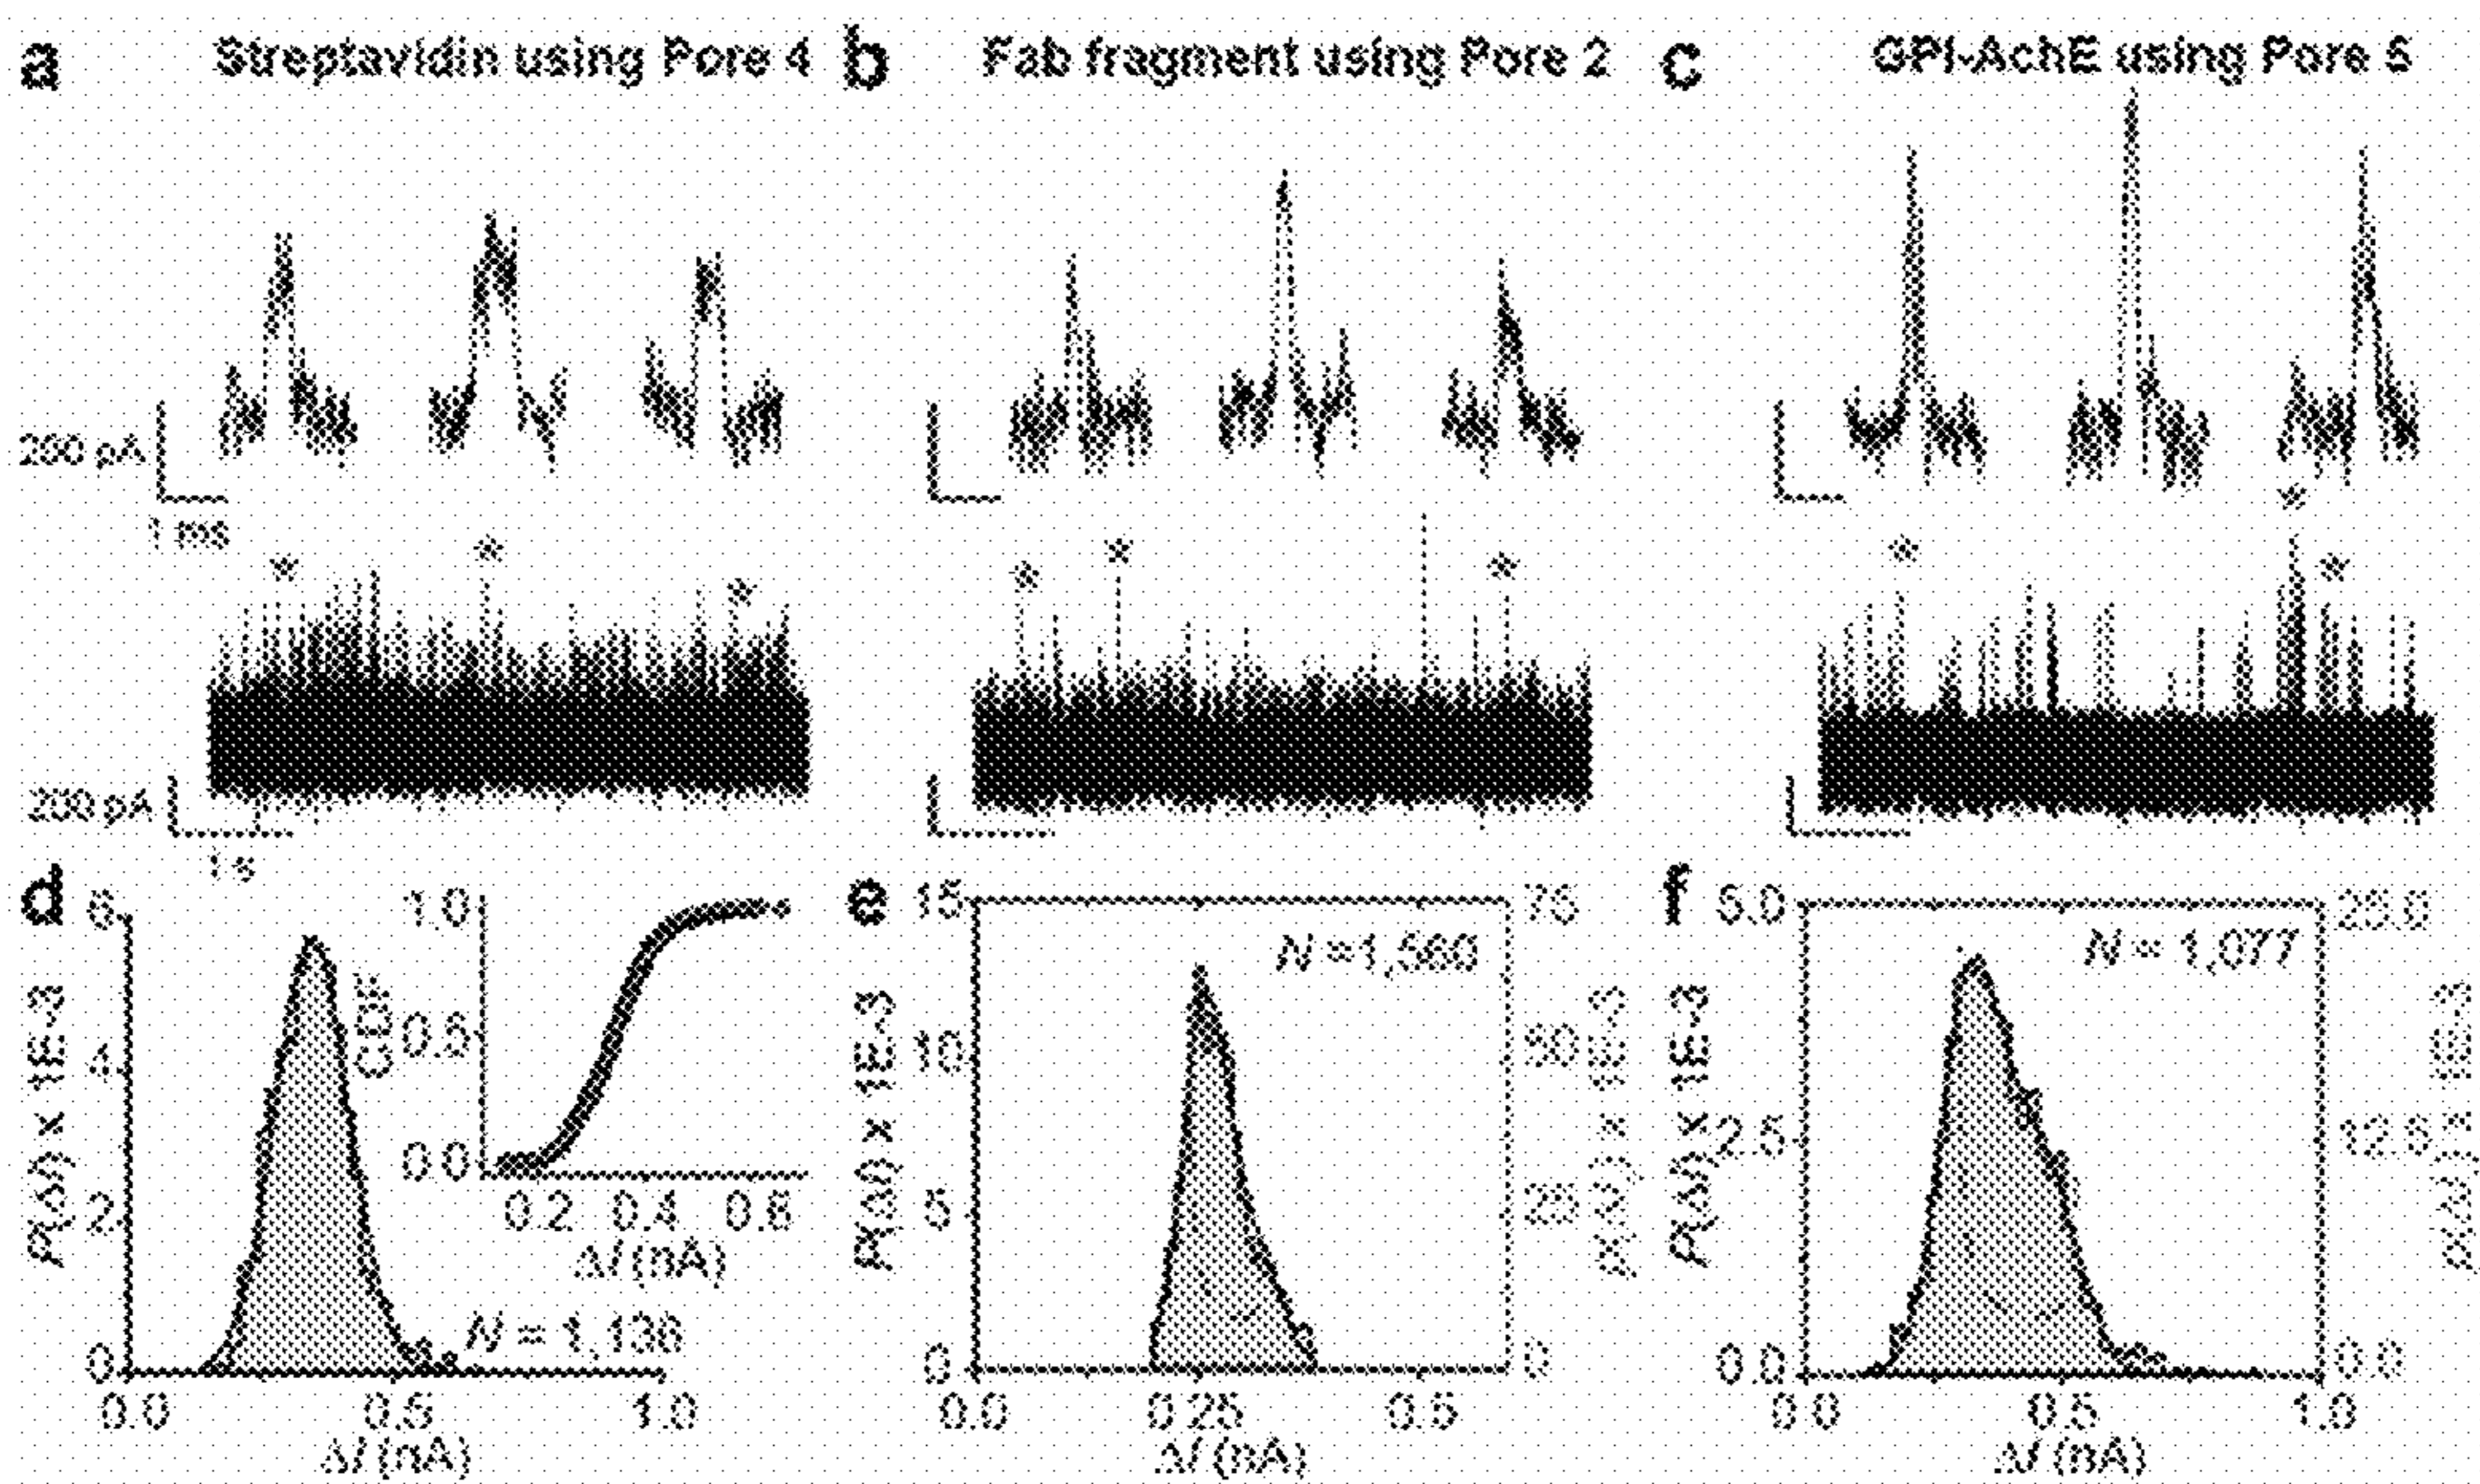 a Streptavidin using Pore 4
b Fab fragment using Pore 2
c GPI-AchE using Pore 5
200 pA
1 ms
* * *
* * *
* * *
200 pA
1 s
d
6
4
2
0
P(ΔI) x 1E-3
0.0 0.5 1.0
ΔI (nA)
N = 1,138
CDF
1.0
0.5
0.0
0.2 0.4 0.6
ΔI (nA)
e
15
10
5
0
P(ΔI) x 1E-3
N =1,560
75
50
25
0
x 1E-3
0.0 0.25 0.5
ΔI (nA)
f
5.0
2.5
0.0
P(ΔI) x 1E-3
N = 1,077
25.0
12.5
0.0
x 1E-3
0.0 0.5 1.0
ΔI (nA)